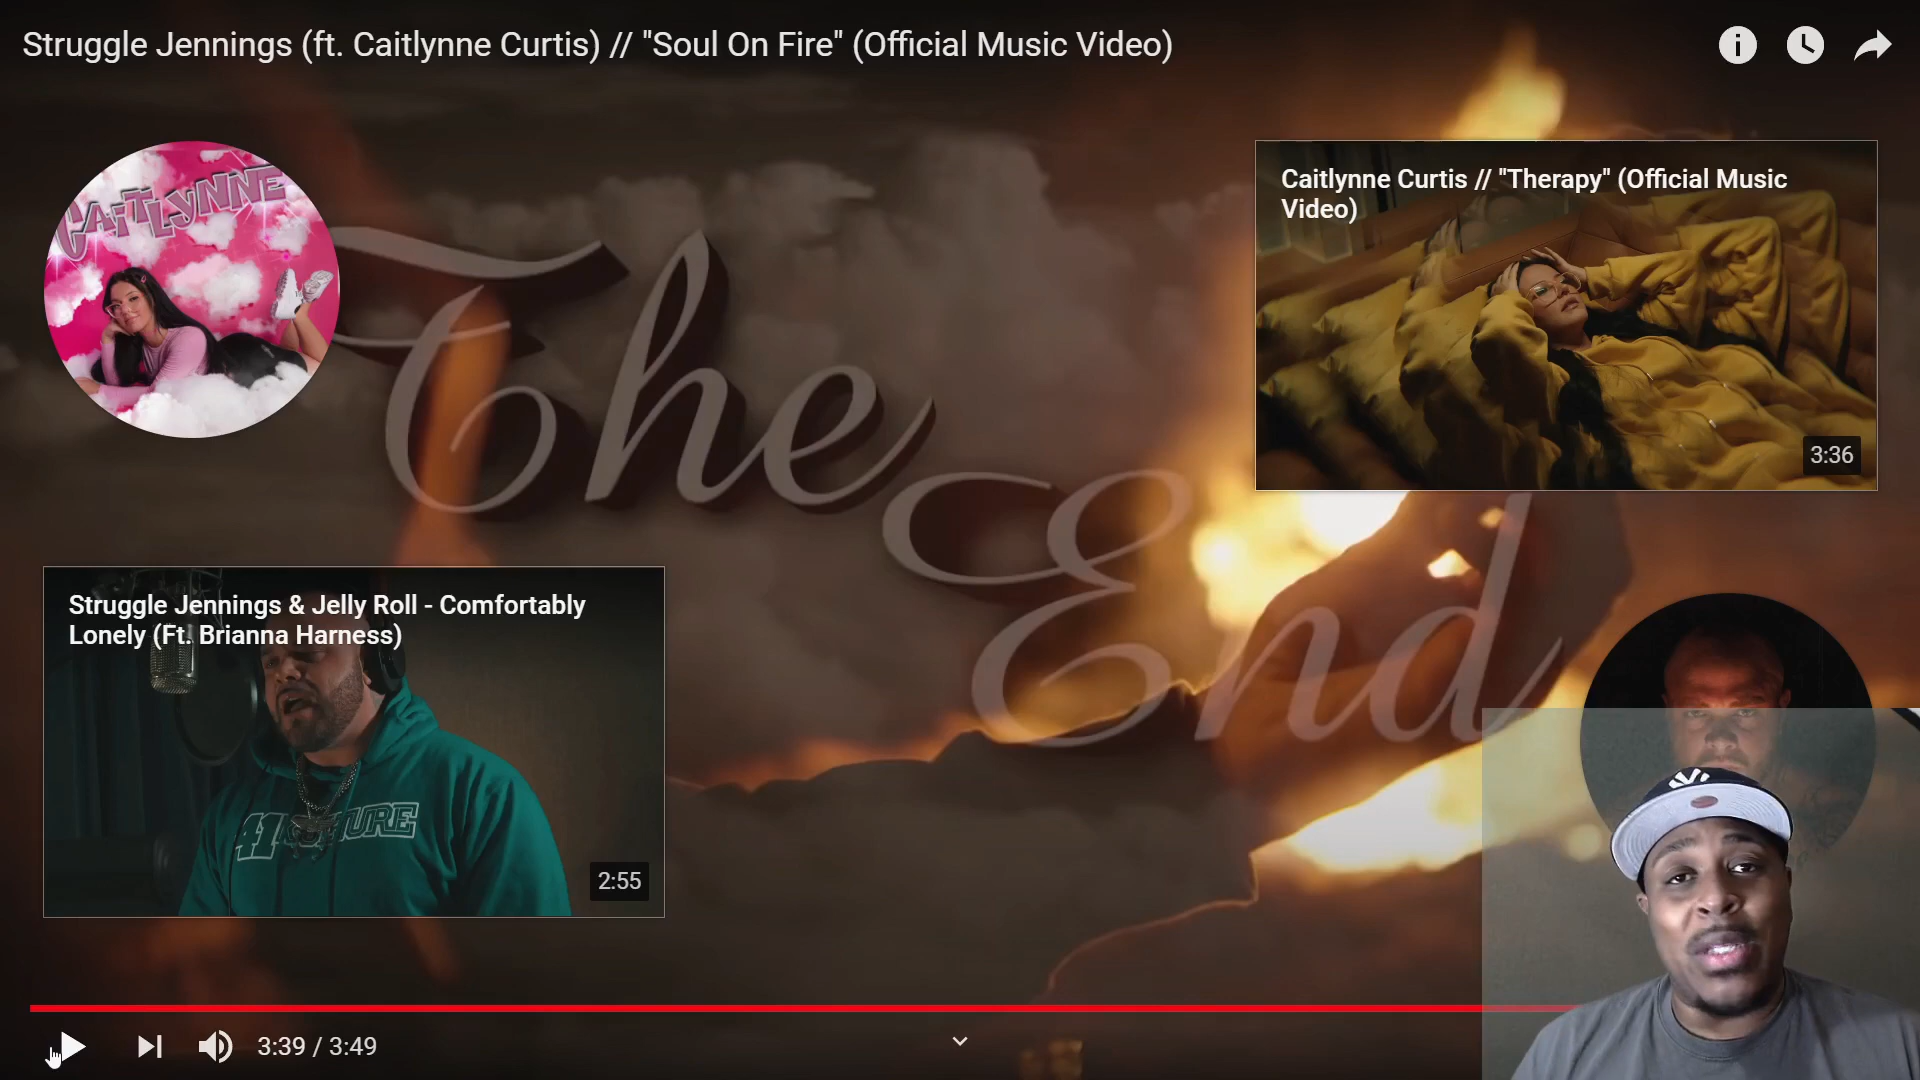 Struggle Jennings (ft. Caitlynne Curtis) // "Soul On Fire" (Official Music Video)
CAITLYNNE
Caitlynne Curtis // "Therapy" (Official Music
Video)
3:36
The
End
Struggle Jennings & Jelly Roll - Comfortably
Lonely (Ft. Brianna Harness)
2:55
3:39 / 3:49